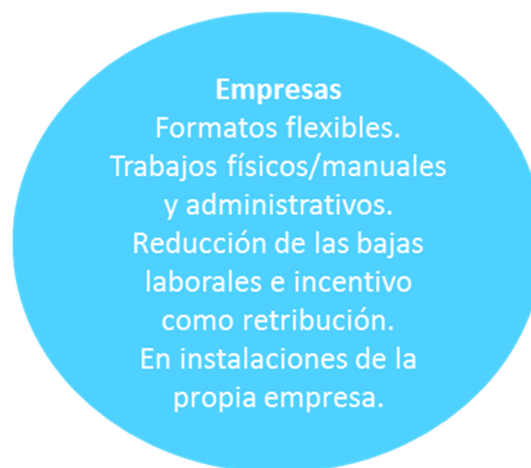 Empresas
Formatos flexibles.
Trabajos físicos/manuales
y administrativos.
Reducción de las bajas
laborales e incentivo
como retribución.
En instalaciones de la
propia empresa.